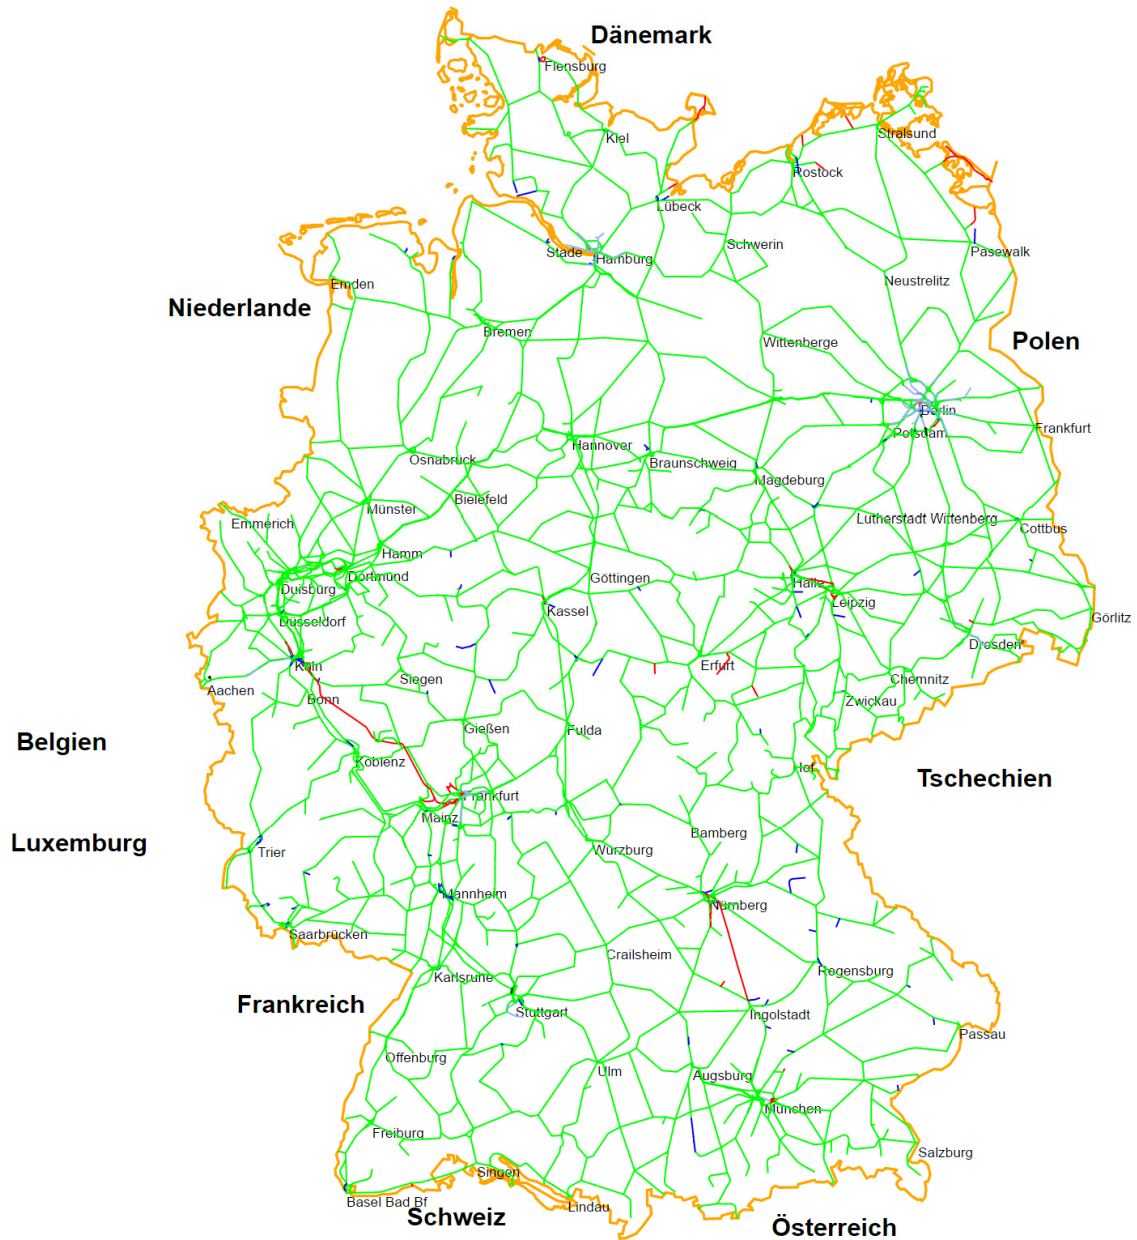 Dänemark
Flensburg
Kiel
Stralsund
Rostock
Lübeck
Schwerin
Stade
Hamburg
Pasewalk
Emden
Neustrelitz
Niederlande
Bremen
Wittenberge
Polen
Berlin
Potsdam
Frankfurt
Hannover
Osnabrück
Braunschweig
Magdeburg
Bielefeld
Münster
Emmerich
Lutherstadt Wittenberg
Cottbus
Hamm
Dortmund
Duisburg
Göttingen
Halle
Leipzig
Kassel
Düsseldorf
Görlitz
Dresden
Köln
Erfurt
Aachen
Siegen
Chemnitz
Bonn
Zwickau
Gießen
Fulda
Belgien
Koblenz
Hof
Tschechien
Frankfurt
Mainz
Bamberg
Luxemburg
Trier
Würzburg
Mannheim
Nürnberg
Saarbrücken
Crailsheim
Regensburg
Karlsruhe
Frankreich
Stuttgart
Ingolstadt
Passau
Offenburg
Ulm
Augsburg
München
Freiburg
Salzburg
Singen
Basel Bad Bf
Lindau
Schweiz
Österreich